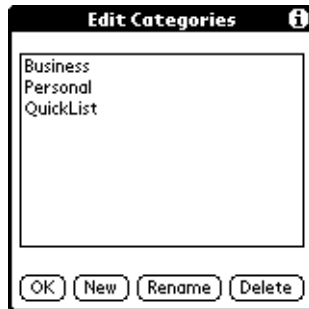 Edit Categories i
Business
Personal
QuickList
OK New Rename Delete